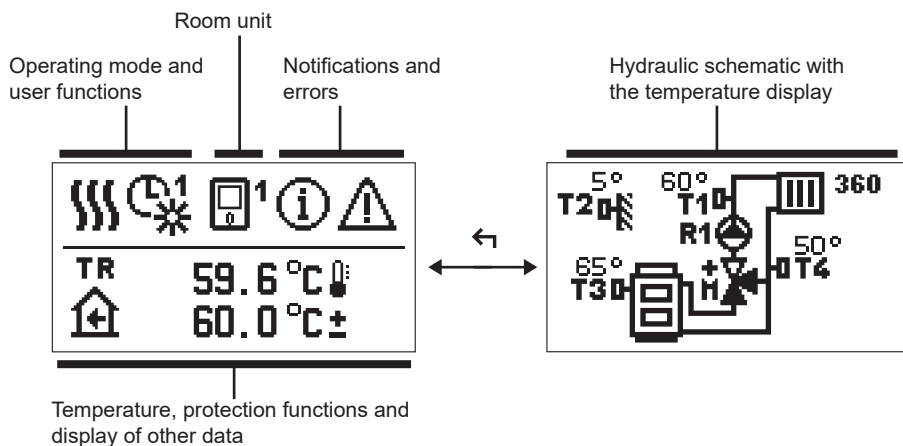 Room unit
Operating mode and
user functions
Notifications and
errors
Hydraulic schematic with
the temperature display
1
1
TR
59.6 °C
60.0 °C ±
5°
T2
60°
T1
360
R1
50°
T4
65°
T3
+
M
Temperature, protection functions and
display of other data